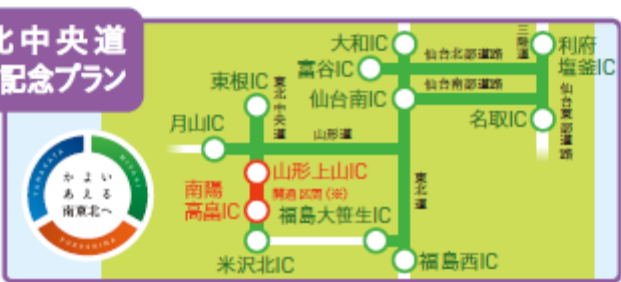 北中央道
記念プラン
大和IC
富谷IC
仙台南IC
仙台北部道路
仙台南部道路
三陸道
利府
塩釜IC
名取IC
仙台東部道路
東根IC
東北中央道
月山IC
山形道
山形上山IC
開通区間(※)
南陽
高畠IC
福島大笹生IC
東北道
米沢北IC
福島西IC
YAMAGATA
MIYAGI
FUKUSHIMA
かよい
あえる
南東北へ